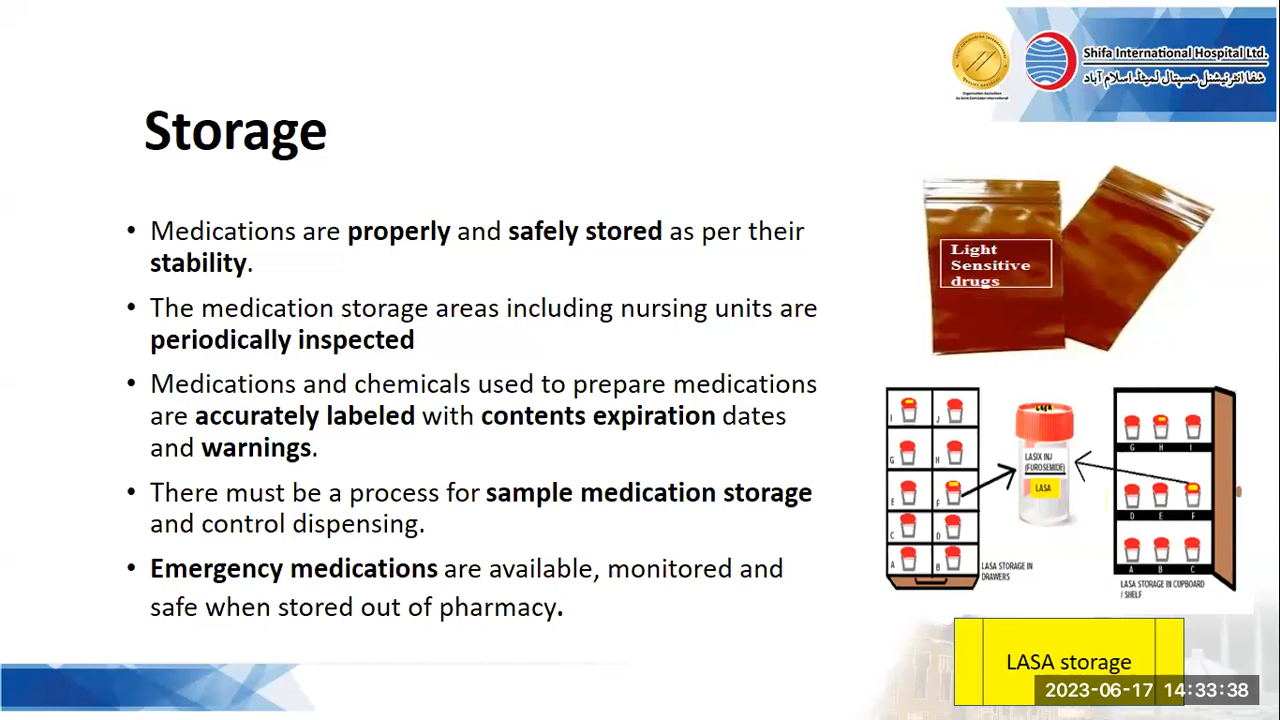 Shifa International Hospital Ltd.
شفا انٹرنیشنل ہسپتال لمیٹڈ اسلام آباد
Storage
• Medications are properly and safely stored as per their
stability.
• The medication storage areas including nursing units are
periodically inspected
• Medications and chemicals used to prepare medications
are accurately labeled with contents expiration dates
and warnings.
• There must be a process for sample medication storage
and control dispensing.
• Emergency medications are available, monitored and
safe when stored out of pharmacy.
Light
Sensitive
drugs
I J
G H
E F
C D
A B
LASA STORAGE IN
DRAWERS
LASA
LASIX INJ
(FUROSEMIDE)
LASA
G H I
D E F
A B C
LASA STORAGE IN CUPBOARD
/ SHELF
LASA storage
2023-06-17 14:33:38